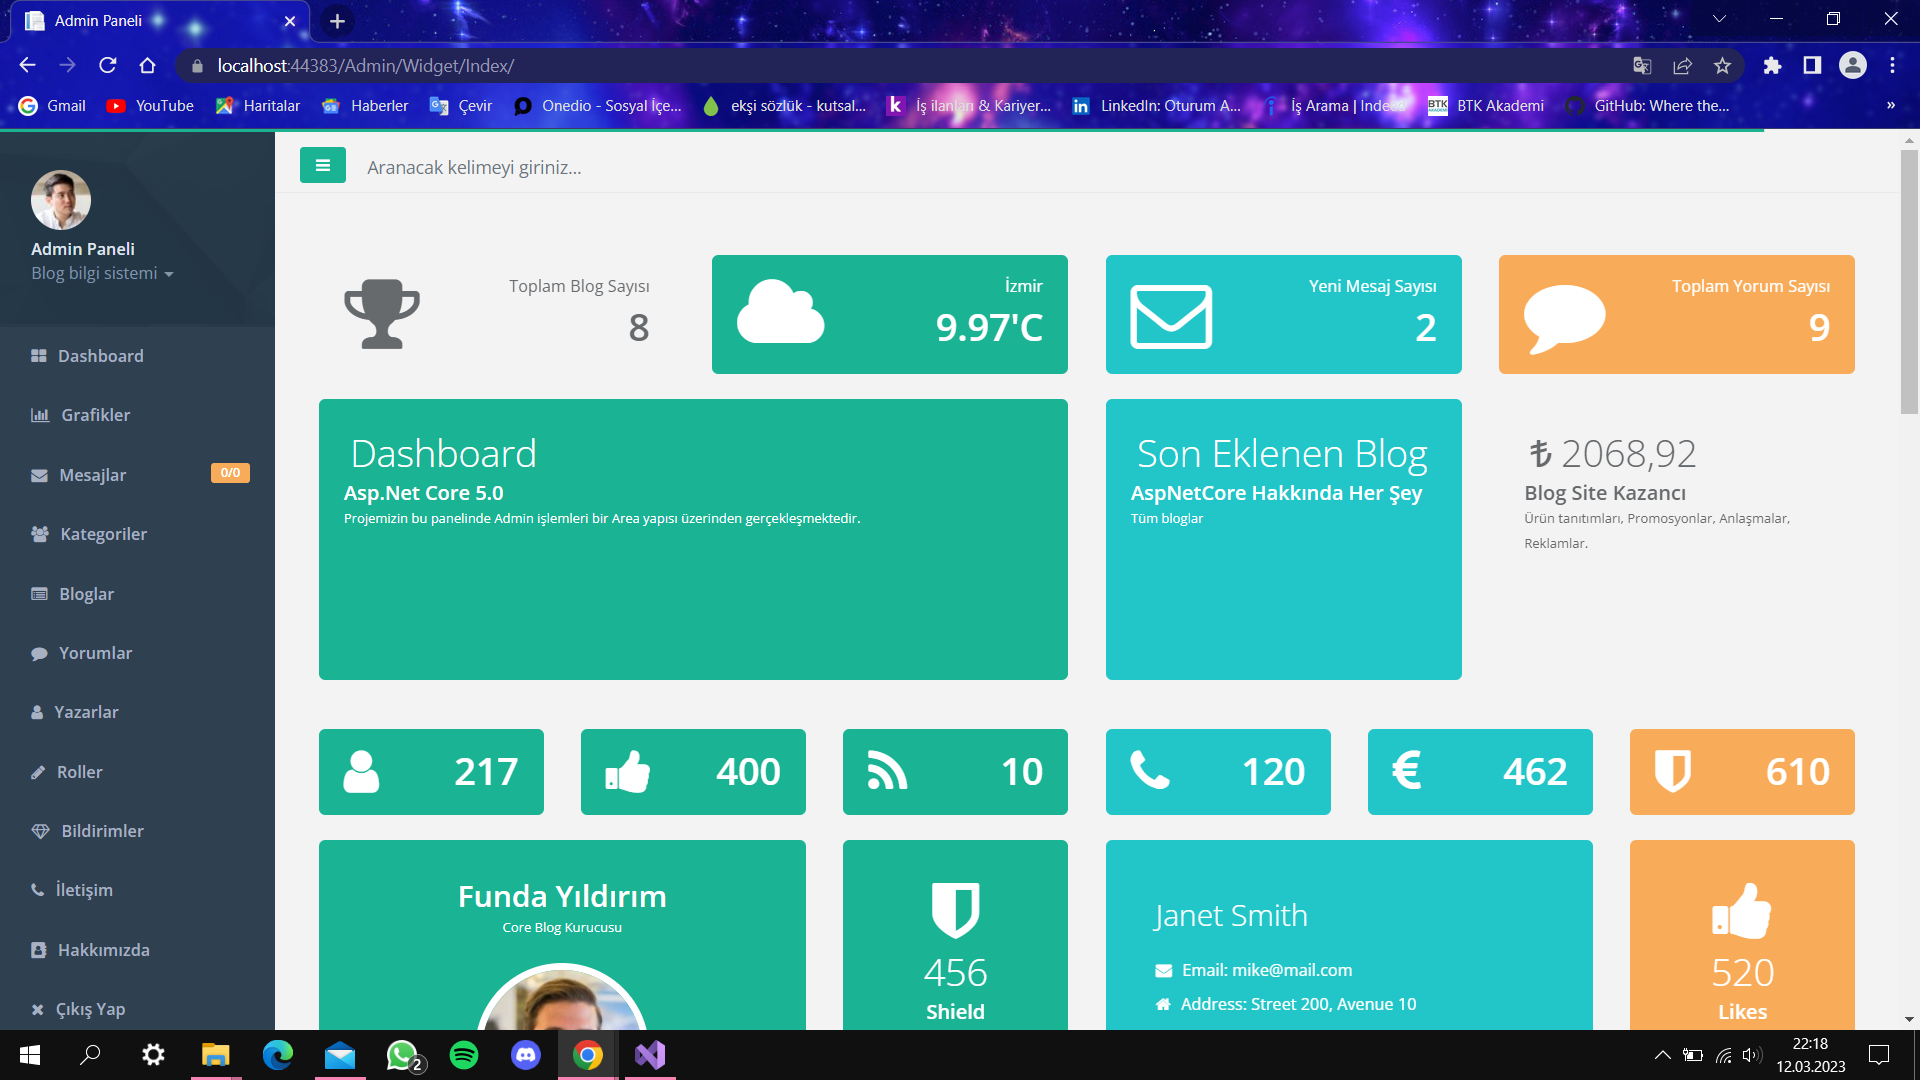 Admin Paneli
localhost:44383/Admin/Widget/Index/
Gmail
YouTube
Haritalar
Haberler
Çevir
Onedio - Sosyal İçe...
ekşi sözlük - kutsal...
İş ilanları & Kariyer...
LinkedIn: Oturum A...
İş Arama | Indeed
BTK Akademi
GitHub: Where the...
»
Admin Paneli
Blog bilgi sistemi
Dashboard
Grafikler
Mesajlar
0/0
Kategoriler
Bloglar
Yorumlar
Yazarlar
Roller
Bildirimler
İletişim
Hakkımızda
Çıkış Yap
Aranacak kelimeyi giriniz...
Toplam Blog Sayısı
8
İzmir
9.97'C
Yeni Mesaj Sayısı
2
Toplam Yorum Sayısı
9
Dashboard
Asp.Net Core 5.0
Projemizin bu panelinde Admin işlemleri bir Area yapısı üzerinden gerçekleşmektedir.
Son Eklenen Blog
AspNetCore Hakkında Her Şey
Tüm bloglar
₺ 2068,92
Blog Site Kazancı
Ürün tanıtımları, Promosyonlar, Anlaşmalar,
Reklamlar.
217
400
10
120
€ 462
610
Funda Yıldırım
Core Blog Kurucusu
456
Shield
Janet Smith
Email: mike@mail.com
Address: Street 200, Avenue 10
520
Likes
2
22:18
12.03.2023